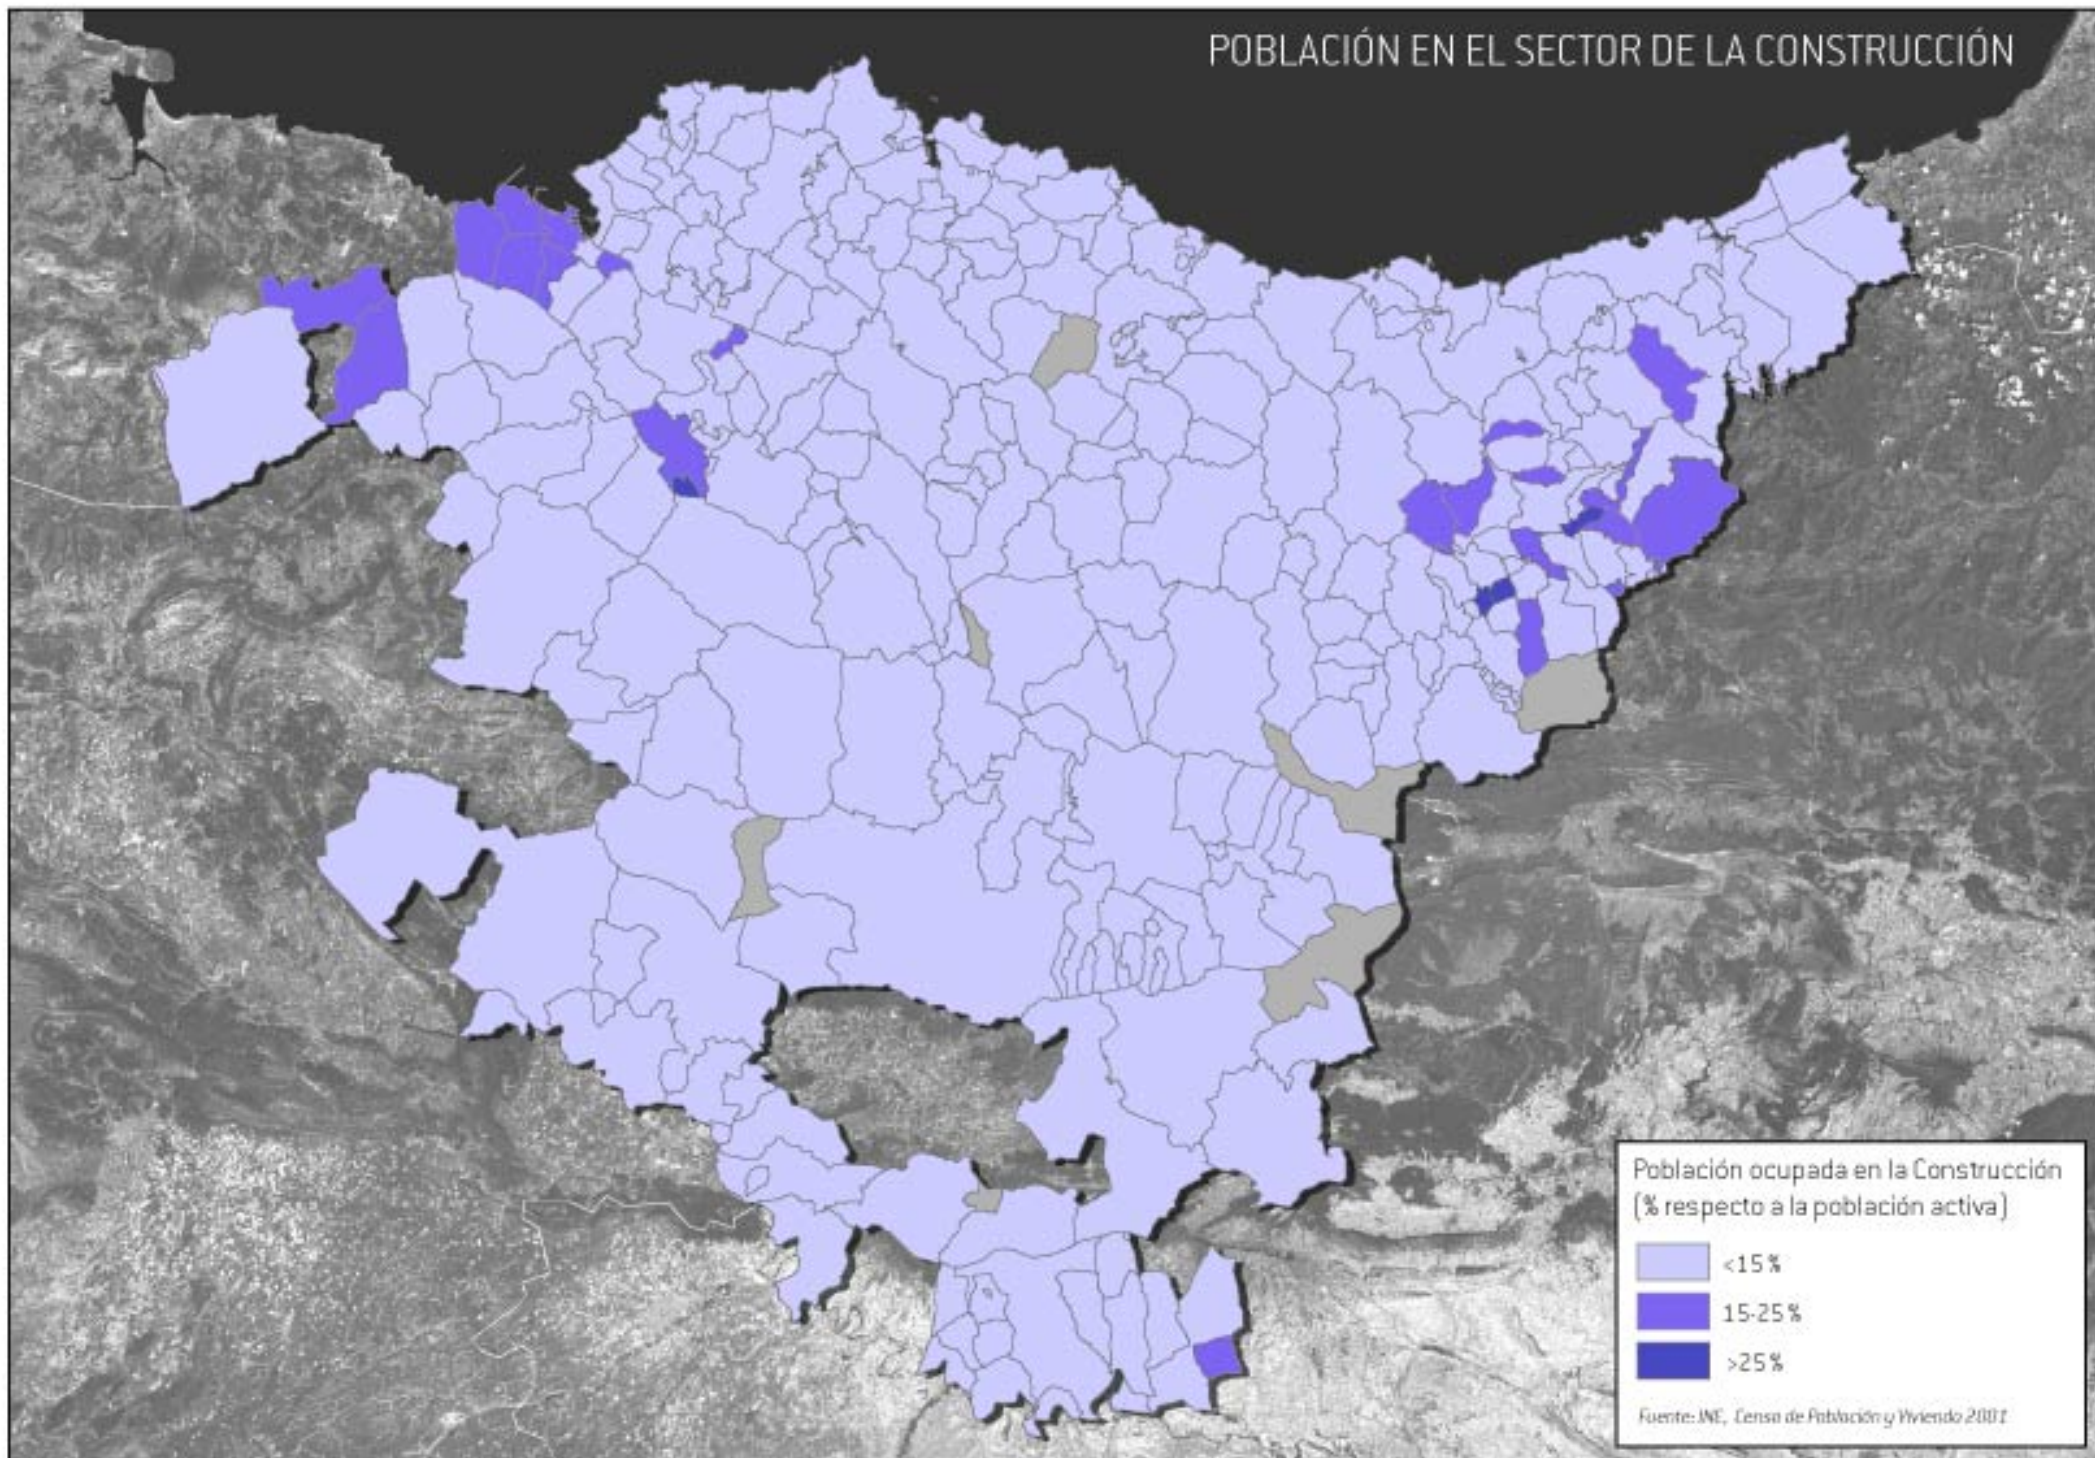 POBLACIÓN EN EL SECTOR DE LA CONSTRUCCIÓN
Población ocupada en la Construcción
(% respecto a la población activa)
<15 %
15-25 %
>25 %
Fuente: INE, Censo de Población y Vivienda 2001